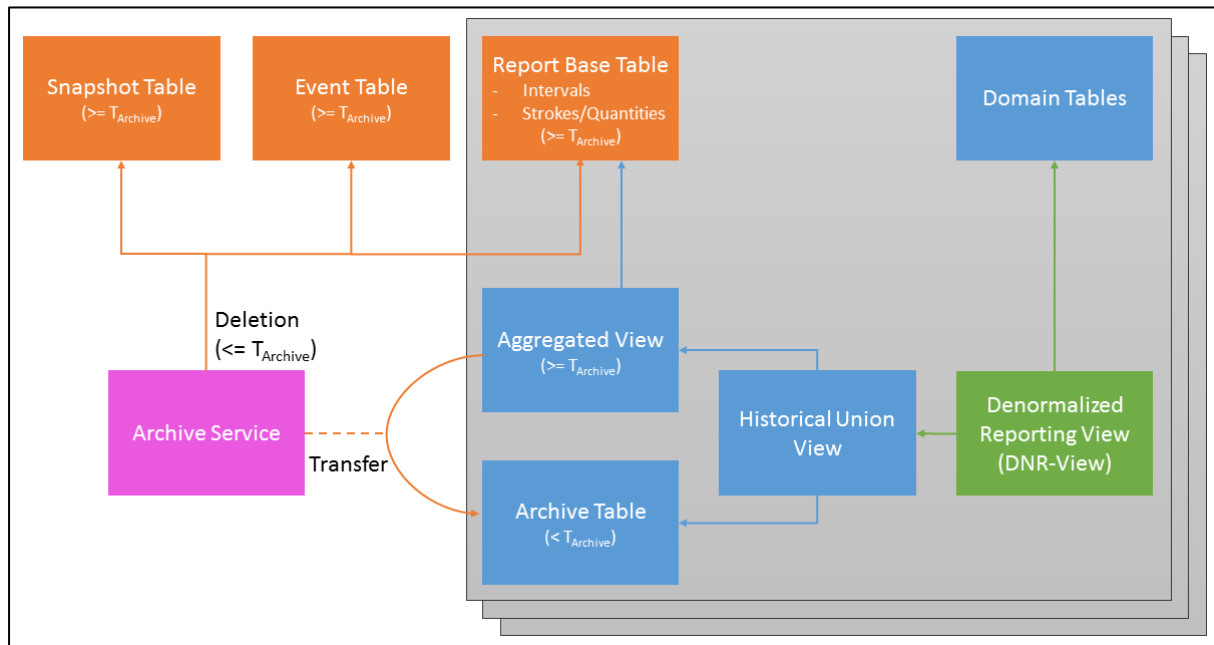 Snapshot Table
(>= TArchive)
Event Table
(>= TArchive)
Report Base Table
- Intervals
- Strokes/Quantities
(>= TArchive)
Domain Tables
Deletion
(<= TArchive)
Archive Service
Transfer
Aggregated View
(>= TArchive)
Archive Table
(< TArchive)
Historical Union
View
Denormalized
Reporting View
(DNR-View)